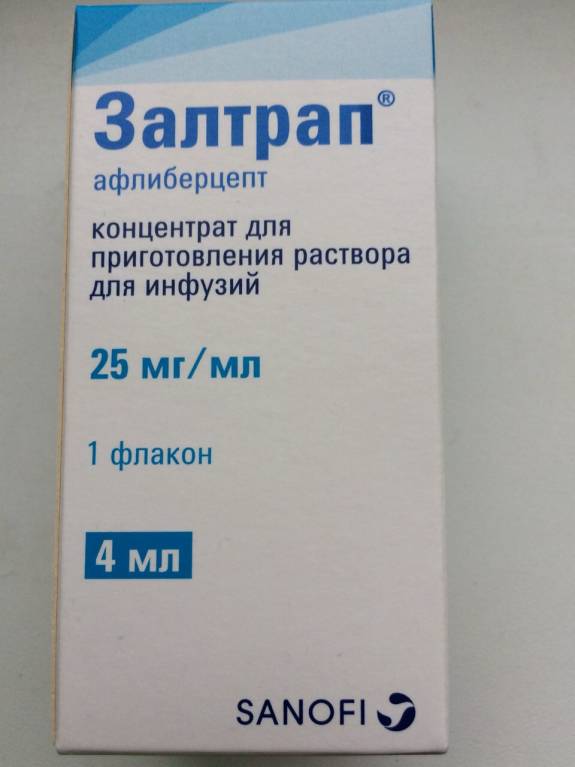 Залтрап®
афлиберцепт
концентрат для
приготовления раствора
для инфузий
25 мг/мл
1 флакон
4 мл
SANOFI